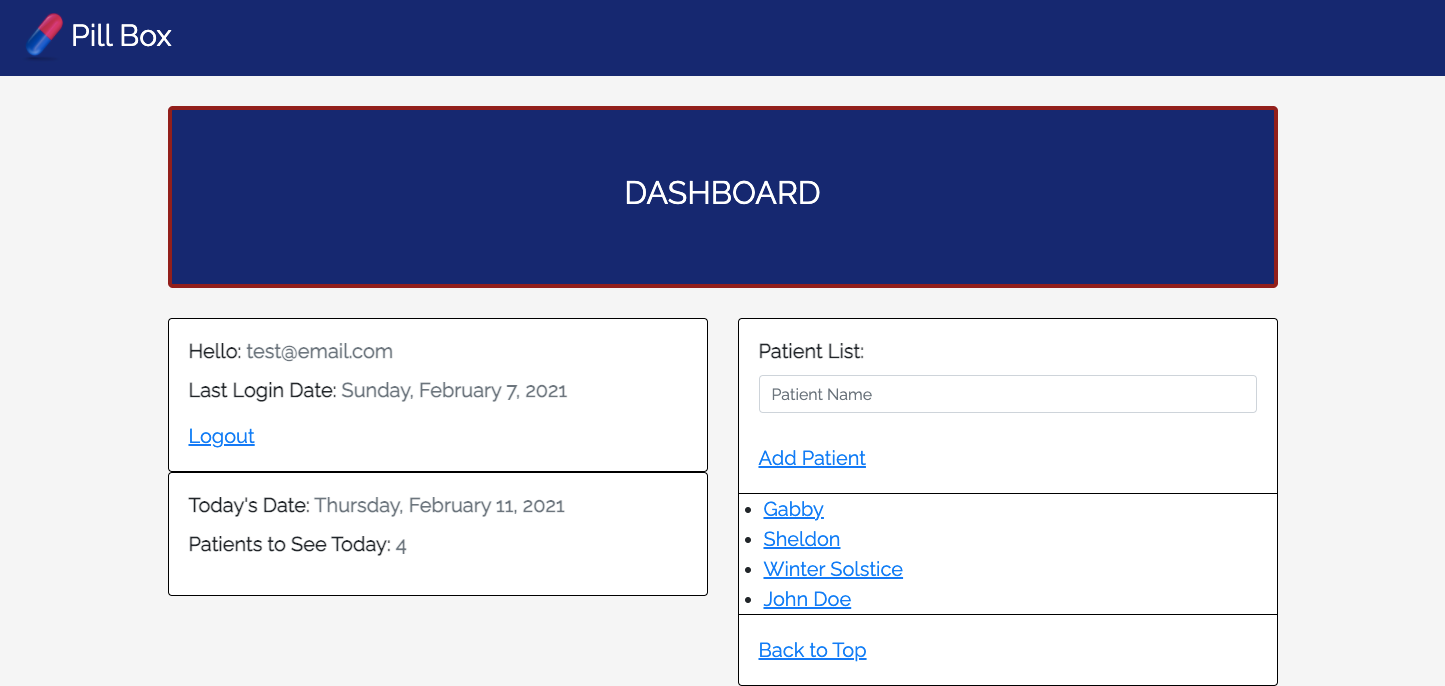 Pill Box
DASHBOARD
Hello: test@email.com
Last Login Date: Sunday, February 7, 2021
Logout
Today's Date: Thursday, February 11, 2021
Patients to See Today: 4
Patient List:
Patient Name
Add Patient
Gabby
Sheldon
Winter Solstice
John Doe
Back to Top